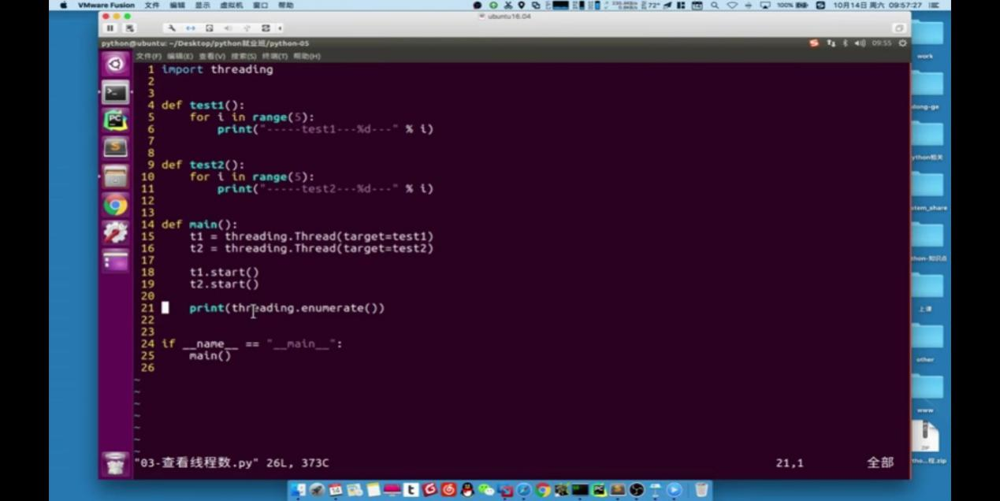 VMware Fusion 文件 编辑 显示 虚拟机 窗口 帮助 100% 10月14日 周六 09:57:27
ubuntu16.04
python@ubuntu: ~/Desktop/python就业班/python-05 09:55
文件(F) 编辑(E) 查看(V) 搜索(S) 终端(T) 帮助(H)
1 import threading
2
3
4 def test1():
5 for i in range(5):
6 print("-----test1---%d---" % i)
7
8
9 def test2():
10 for i in range(5):
11 print("-----test2---%d---" % i)
12
13
14 def main():
15 t1 = threading.Thread(target=test1)
16 t2 = threading.Thread(target=test2)
17
18 t1.start()
19 t2.start()
20
21 print(threading.enumerate())
22
23
24 if __name__ == "__main__":
25 main()
26
~
~
~
~
~
~
"03-查看线程数.py" 26L, 373C 21,1 全部
work
dong-ge
ython相关
stem_share
thon-知识点
上课
other
www
ZIP